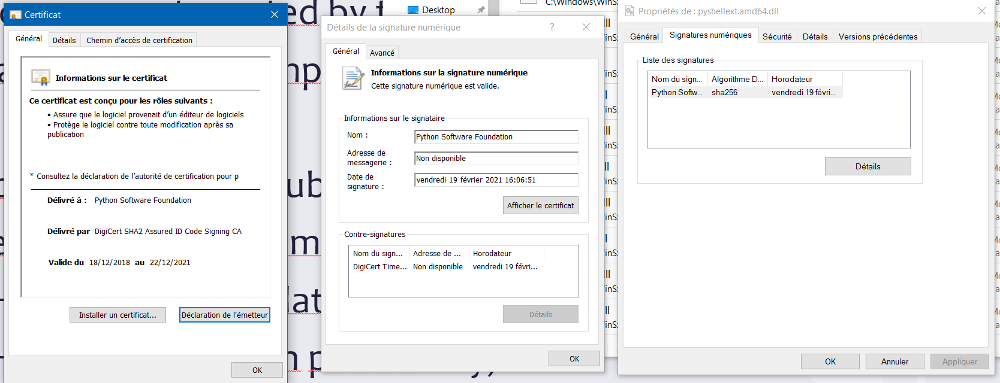 Certificat
Général
Détails
Chemin d'accès de certification
Informations sur le certificat
Ce certificat est conçu pour les rôles suivants :
• Assure que le logiciel provenait d'un éditeur de logiciels
• Protège le logiciel contre toute modification après sa
publication
* Consultez la déclaration de l'autorité de certification pour p
Délivré à : Python Software Foundation
Délivré par DigiCert SHA2 Assured ID Code Signing CA
Valide du 18/12/2018 au 22/12/2021
Installer un certificat...
Déclaration de l'émetteur
OK
Desktop
Détails de la signature numérique
?
Général
Avancé
Informations sur la signature numérique
Cette signature numérique est valide.
Informations sur le signataire
Nom :
Python Software Foundation
Adresse de
messagerie :
Non disponible
Date de
signature :
vendredi 19 février 2021 16:06:51
Afficher le certificat
Contre-signatures
Nom du sign... Adresse de ... Horodateur
DigiCert Time... Non disponible vendredi 19 févri...
Détails
OK
C:\Windows\WinS
Propriétés de : pyshellext.amd64.dll
Général
Signatures numériques
Sécurité
Détails
Versions précédentes
Liste des signatures
Nom du sign... Algorithme D... Horodateur
Python Softw... sha256 vendredi 19 févri...
Détails
OK
Annuler
Appliquer